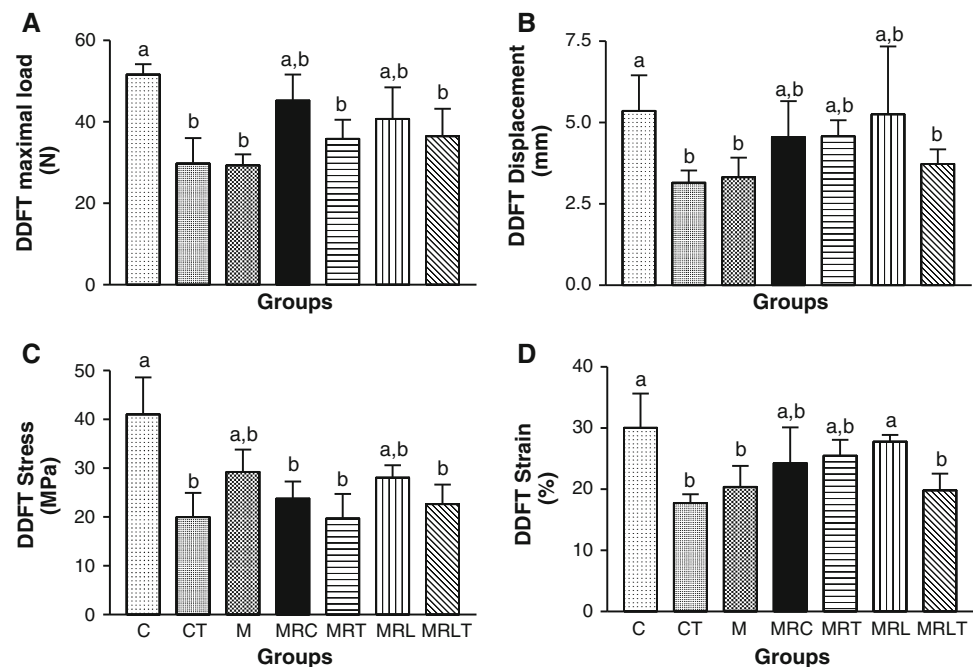 A
DDFT maximal load
(N)
60
40
20
0
a
b
b
a,b
b
a,b
b
Groups
B
DDFT Displacement
(mm)
7.5
5.0
2.5
0.0
a
b
b
a,b
a,b
a,b
b
Groups
C
DDFT Stress
(MPa)
50
40
30
20
10
0
a
b
a,b
b
b
a,b
b
C CT M MRC MRT MRL MRLT
Groups
D
DDFT Strain
(%)
40
30
20
10
0
a
b
b
a,b
a,b
a
b
C CT M MRC MRT MRL MRLT
Groups